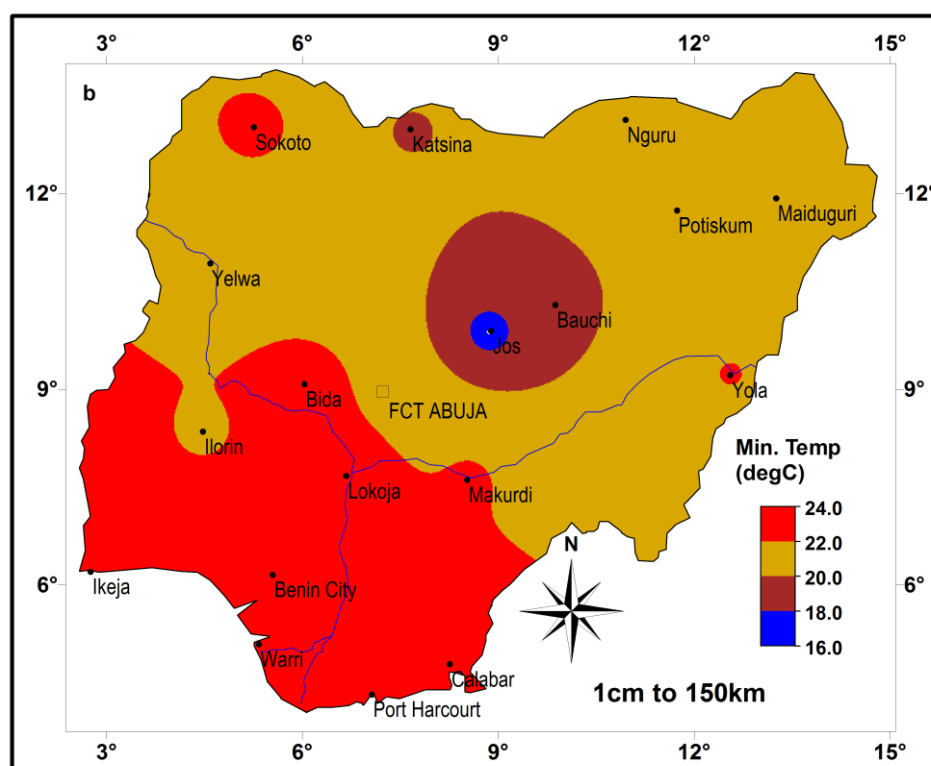 3° 6° 9° 12° 15°
b
Sokoto
Katsina
Nguru
12° 12°
Potiskum
Maiduguri
Yelwa
Bauchi
Jos
9° 9°
Bida
FCT ABUJA
Yola
Ilorin
Min. Temp
(degC)
Lokoja
Makurdi
24.0
22.0
20.0
18.0
16.0
N
6° 6°
Ikeja
Benin City
Warri
Calabar
Port Harcourt
1cm to 150km
3° 6° 9° 12° 15°